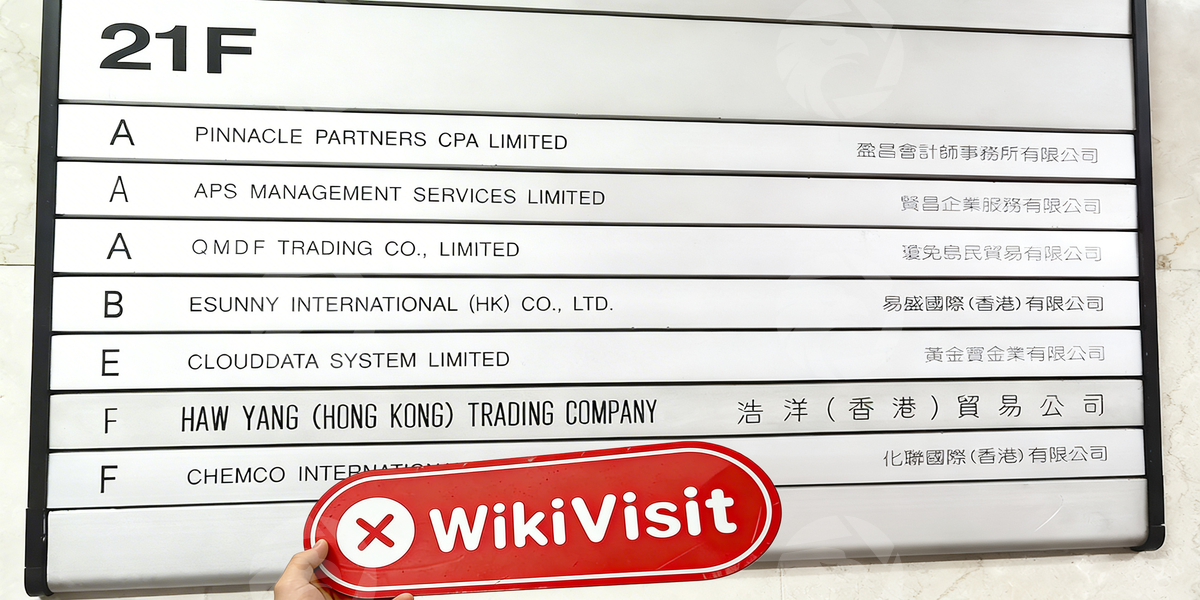 21F
A PINNACLE PARTNERS CPA LIMITED 盈昌會計師事務所有限公司
A APS MANAGEMENT SERVICES LIMITED 賢昌企業服務有限公司
A QMDF TRADING CO., LIMITED 瓊免島民貿易有限公司
B ESUNNY INTERNATIONAL (HK) CO., LTD. 易盛國際(香港)有限公司
E CLOUDDATA SYSTEM LIMITED 黃金寶金業有限公司
F HAW YANG (HONG KONG) TRADING COMPANY 浩洋(香港)貿易公司
F CHEMCO 化聯國際(香港)有限公司
WikiVisit